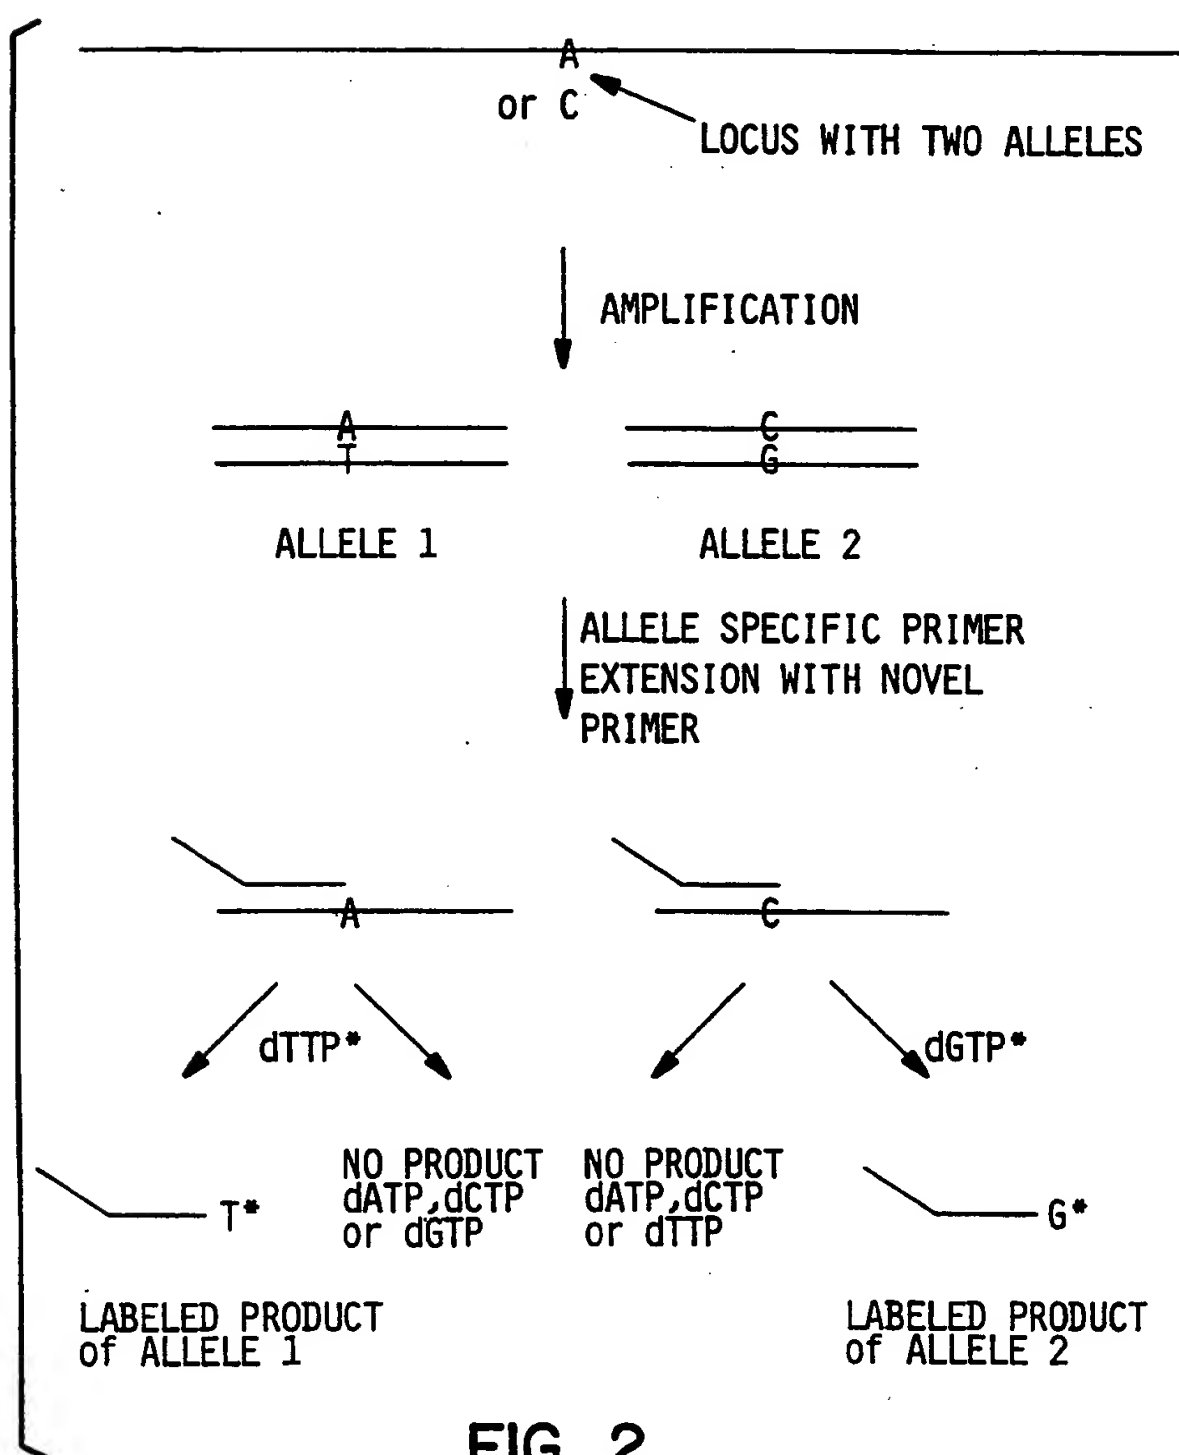 A
or C
LOCUS WITH TWO ALLELES
AMPLIFICATION
A
T
C
G
ALLELE 1
ALLELE 2
ALLELE SPECIFIC PRIMER
EXTENSION WITH NOVEL
PRIMER
A
C
dTTP*
dGTP*
NO PRODUCT
dATP,dCTP
or dGTP
NO PRODUCT
dATP,dCTP
or dTTP
T*
G*
LABELED PRODUCT
of ALLELE 1
LABELED PRODUCT
of ALLELE 2
FIG. 2